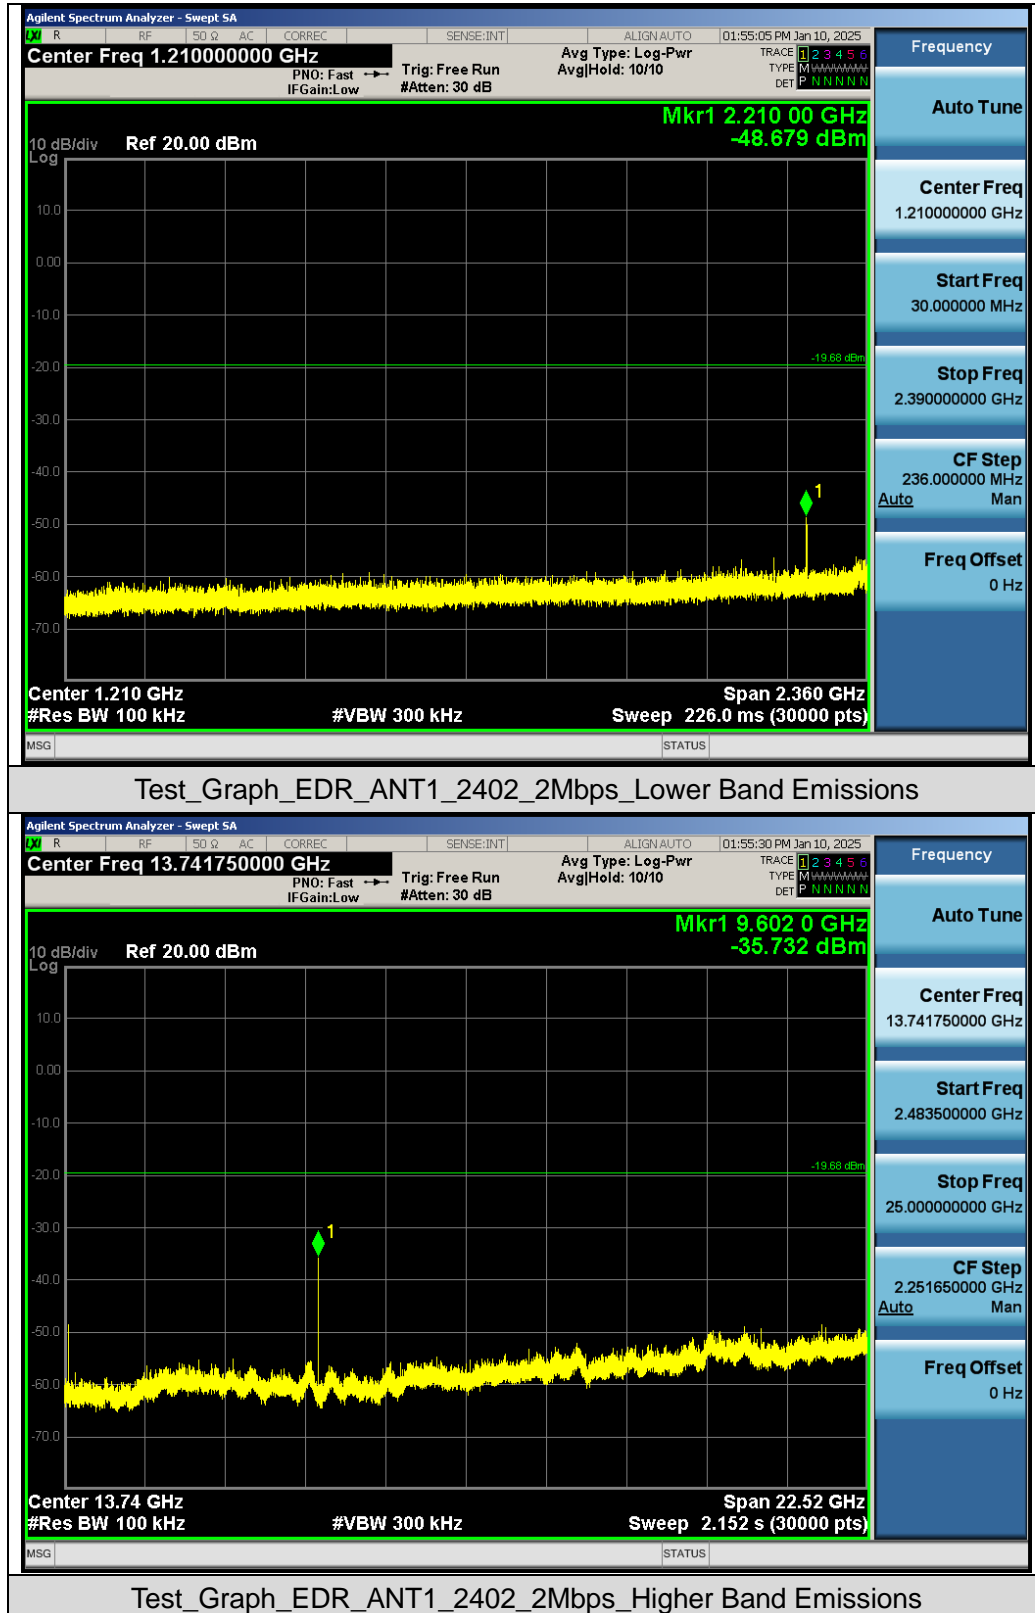 Agilent Spectrum Analyzer - Swept SA
LXI R RF 50 Ω AC CORREC SENSE:INT ALIGN AUTO 01:55:05 PM Jan 10, 2025
Center Freq 1.210000000 GHz
PNO: Fast
IFGain:Low
Trig: Free Run
#Atten: 30 dB
Avg Type: Log-Pwr
Avg|Hold: 10/10
TRACE 1 2 3 4 5 6
TYPE M WWWWW
DET P N N N N N
Mkr1 2.210 00 GHz
-48.679 dBm
10 dB/div Ref 20.00 dBm
Log
10.0
0.00
-10.0
-19.68 dBm
-20.0
-30.0
-40.0
1
-50.0
-60.0
-70.0
Center 1.210 GHz Span 2.360 GHz
#Res BW 100 kHz #VBW 300 kHz Sweep 226.0 ms (30000 pts)
MSG STATUS
Frequency
Auto Tune
Center Freq
1.210000000 GHz
Start Freq
30.000000 MHz
Stop Freq
2.390000000 GHz
CF Step
236.000000 MHz
Auto Man
Freq Offset
0 Hz
Test_Graph_EDR_ANT1_2402_2Mbps_Lower Band Emissions
Agilent Spectrum Analyzer - Swept SA
LXI R RF 50 Ω AC CORREC SENSE:INT ALIGN AUTO 01:55:30 PM Jan 10, 2025
Center Freq 13.741750000 GHz
PNO: Fast
IFGain:Low
Trig: Free Run
#Atten: 30 dB
Avg Type: Log-Pwr
Avg|Hold: 10/10
TRACE 1 2 3 4 5 6
TYPE M WWWWW
DET P N N N N N
Mkr1 9.602 0 GHz
-35.732 dBm
10 dB/div Ref 20.00 dBm
Log
10.0
0.00
-10.0
-19.68 dBm
-20.0
-30.0
1
-40.0
-50.0
-60.0
-70.0
Center 13.74 GHz Span 22.52 GHz
#Res BW 100 kHz #VBW 300 kHz Sweep 2.152 s (30000 pts)
MSG STATUS
Frequency
Auto Tune
Center Freq
13.741750000 GHz
Start Freq
2.483500000 GHz
Stop Freq
25.000000000 GHz
CF Step
2.251650000 GHz
Auto Man
Freq Offset
0 Hz
Test_Graph_EDR_ANT1_2402_2Mbps_Higher Band Emissions